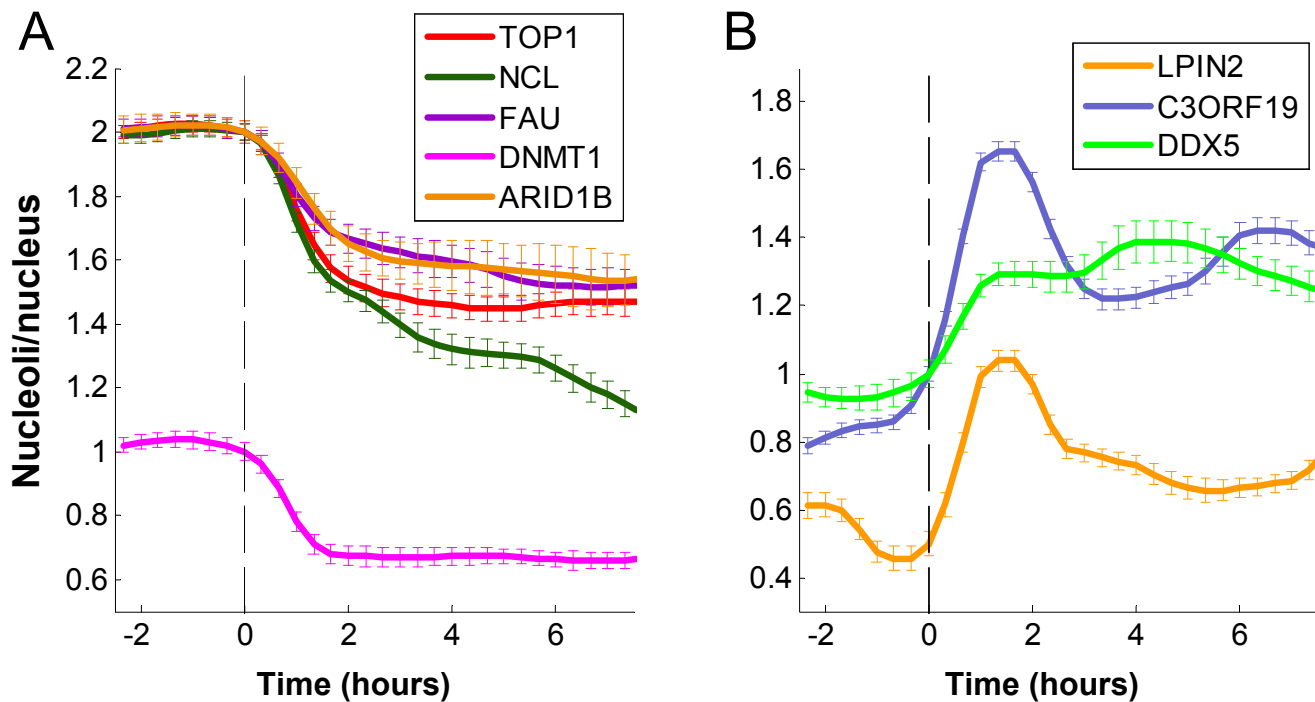 A
TOP1
NCL
FAU
DNMT1
ARID1B
Nucleoli/nucleus
2.2
2
1.8
1.6
1.4
1.2
1
0.8
0.6
-2 0 2 4 6
Time (hours)
B
LPIN2
C3ORF19
DDX5
1.8
1.6
1.4
1.2
1
0.8
0.6
0.4
-2 0 2 4 6
Time (hours)